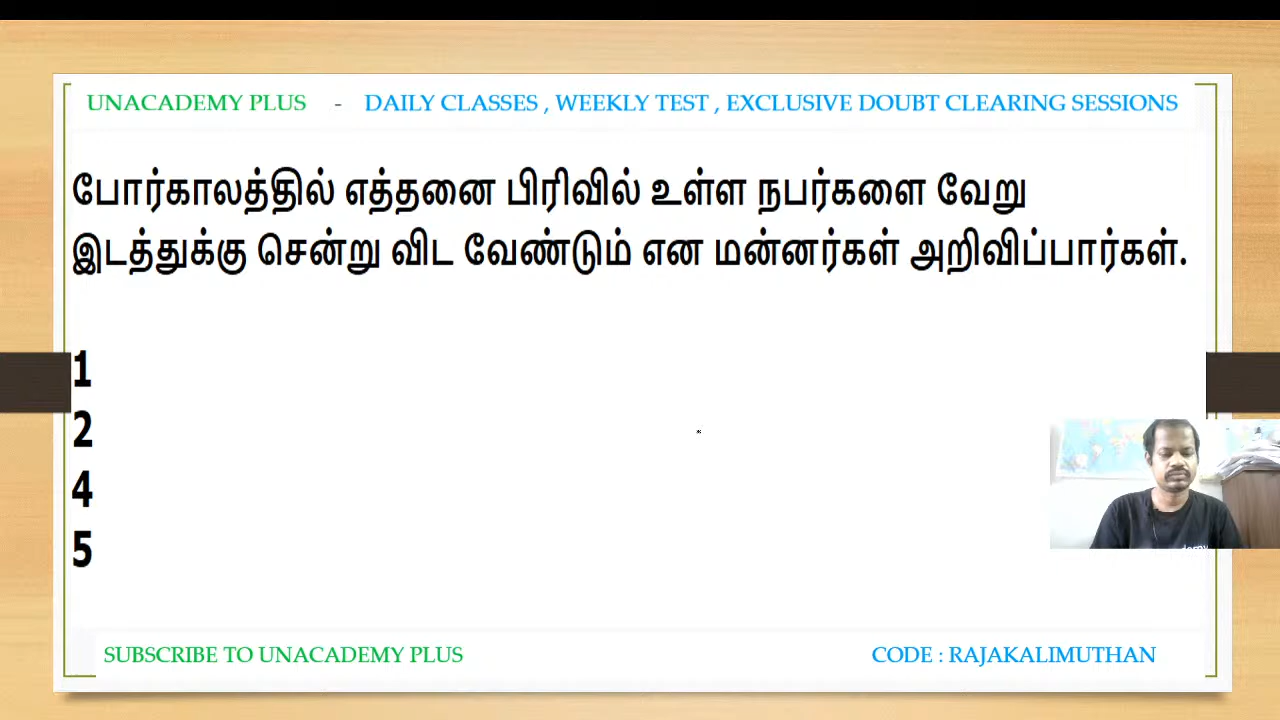 UNACADEMY PLUS - DAILY CLASSES , WEEKLY TEST , EXCLUSIVE DOUBT CLEARING SESSIONS
போர்காலத்தில் எத்தனை பிரிவில் உள்ள நபர்களை வேறு
இடத்துக்கு சென்று விட வேண்டும் என மன்னர்கள் அறிவிப்பார்கள்.
1
2
4
5
SUBSCRIBE TO UNACADEMY PLUS CODE : RAJAKALIMUTHAN